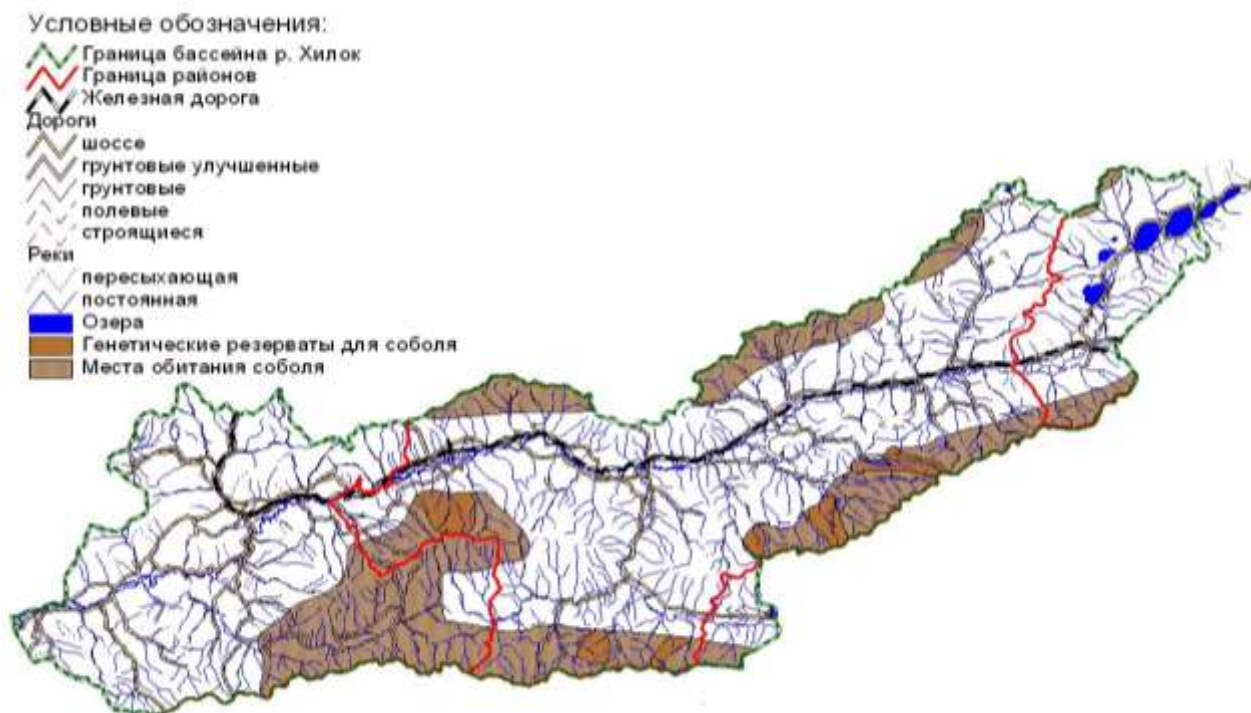 Условные обозначения:
Граница бассейна р. Хилок
Граница районов
Железная дорога
Дороги
шоссе
грунтовые улучшенные
грунтовые
полевые
строящиеся
Реки
пересыхающая
постоянная
Озера
Генетические резерваты для соболя
Места обитания соболя